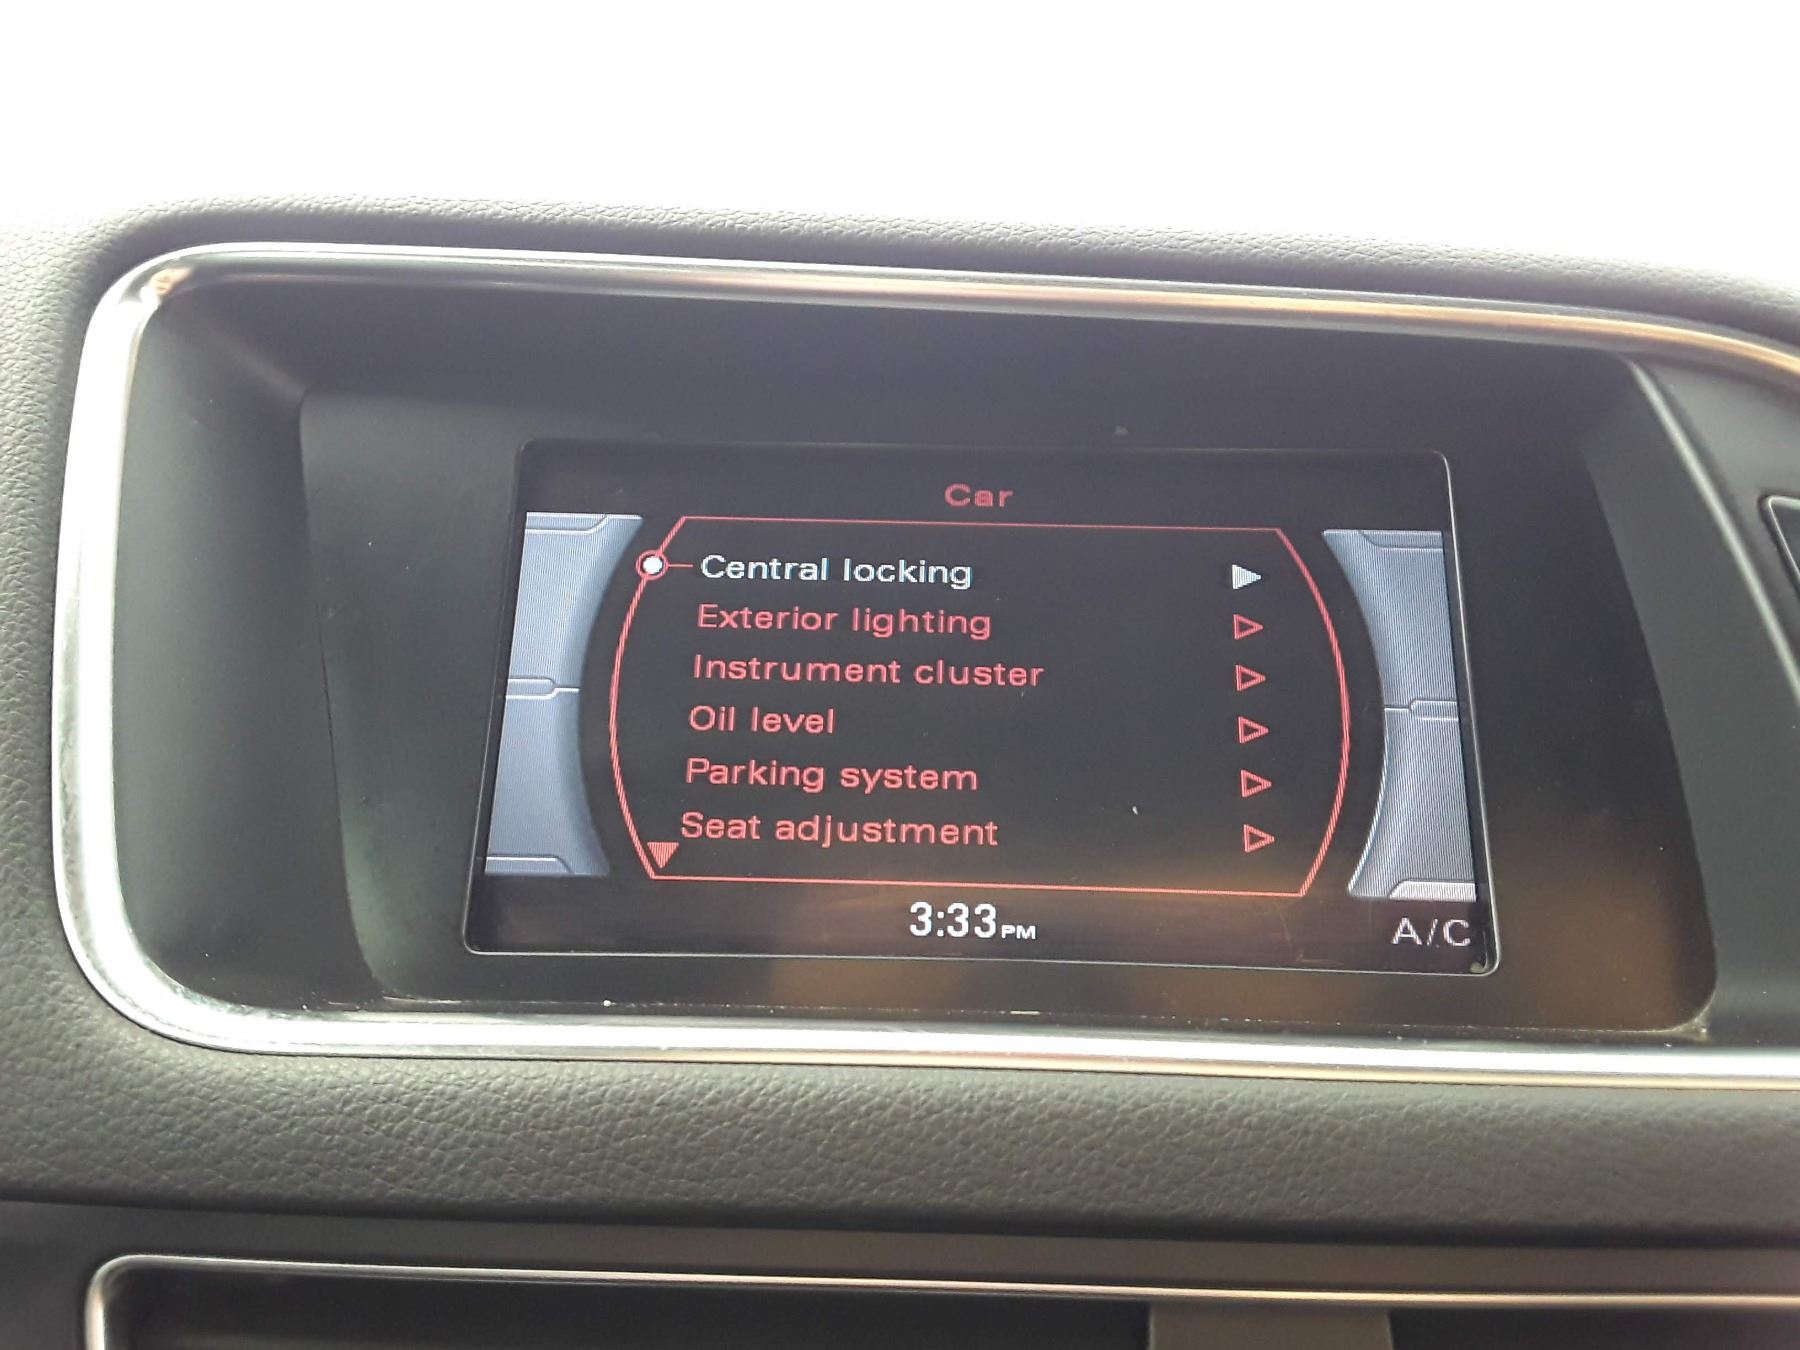 Car
Central locking
Exterior lighting
Instrument cluster
Oil level
Parking system
Seat adjustment
3:33PM
A/C